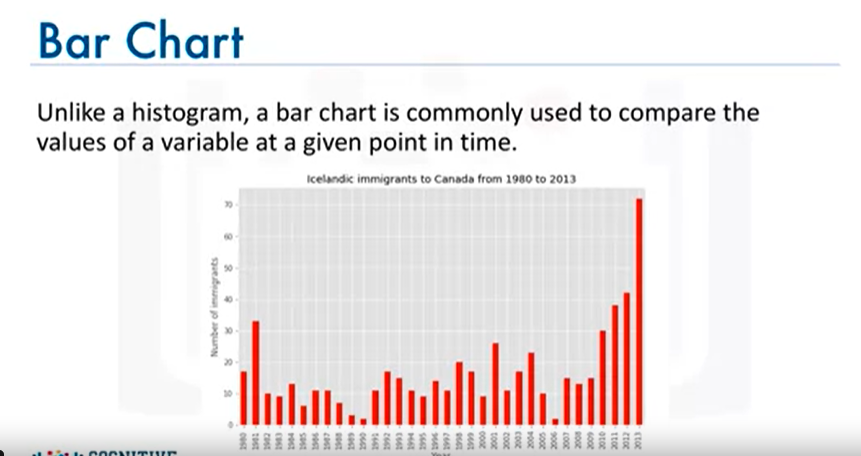 Bar Chart
Unlike a histogram, a bar chart is commonly used to compare the
values of a variable at a given point in time.
Icelandic immigrants to Canada from 1980 to 2013
Number of immigrants
70
60
50
40
30
20
10
0
1980 1981 1982 1983 1984 1985 1986 1987 1988 1989 1990 1991 1992 1993 1994 1995 1996 1997 1998 1999 2000 2001 2002 2003 2004 2005 2006 2007 2008 2009 2010 2011 2012 2013
Year
COGNITIVE